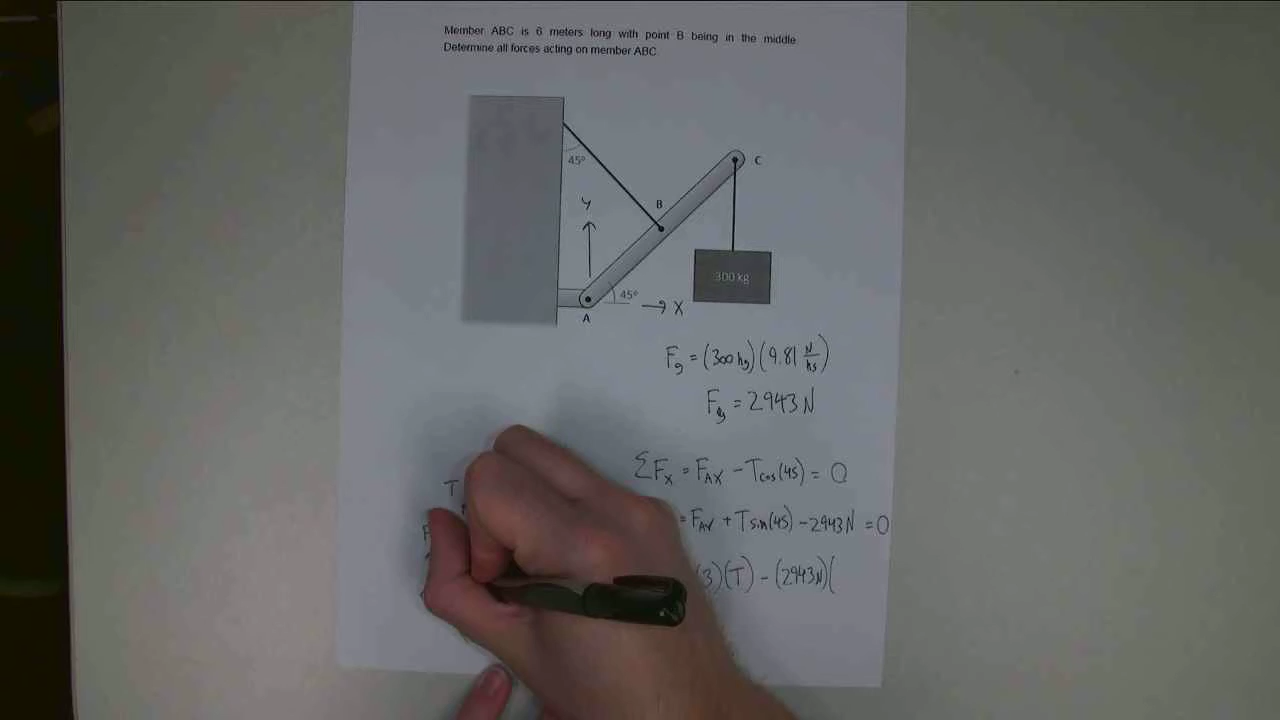 Member ABC is 6 meters long with point B being in the middle
Determine all forces acting on member ABC.
45°
C
B
y
300 kg
45°
x
A
Fg = (300 kg)(9.81 N/kg)
Fg = 2943 N
ΣFx = FAX - Tcos(45) = 0
T
= FAY + Tsin(45) - 2943N = 0
F
3)(T) - (2943N)(